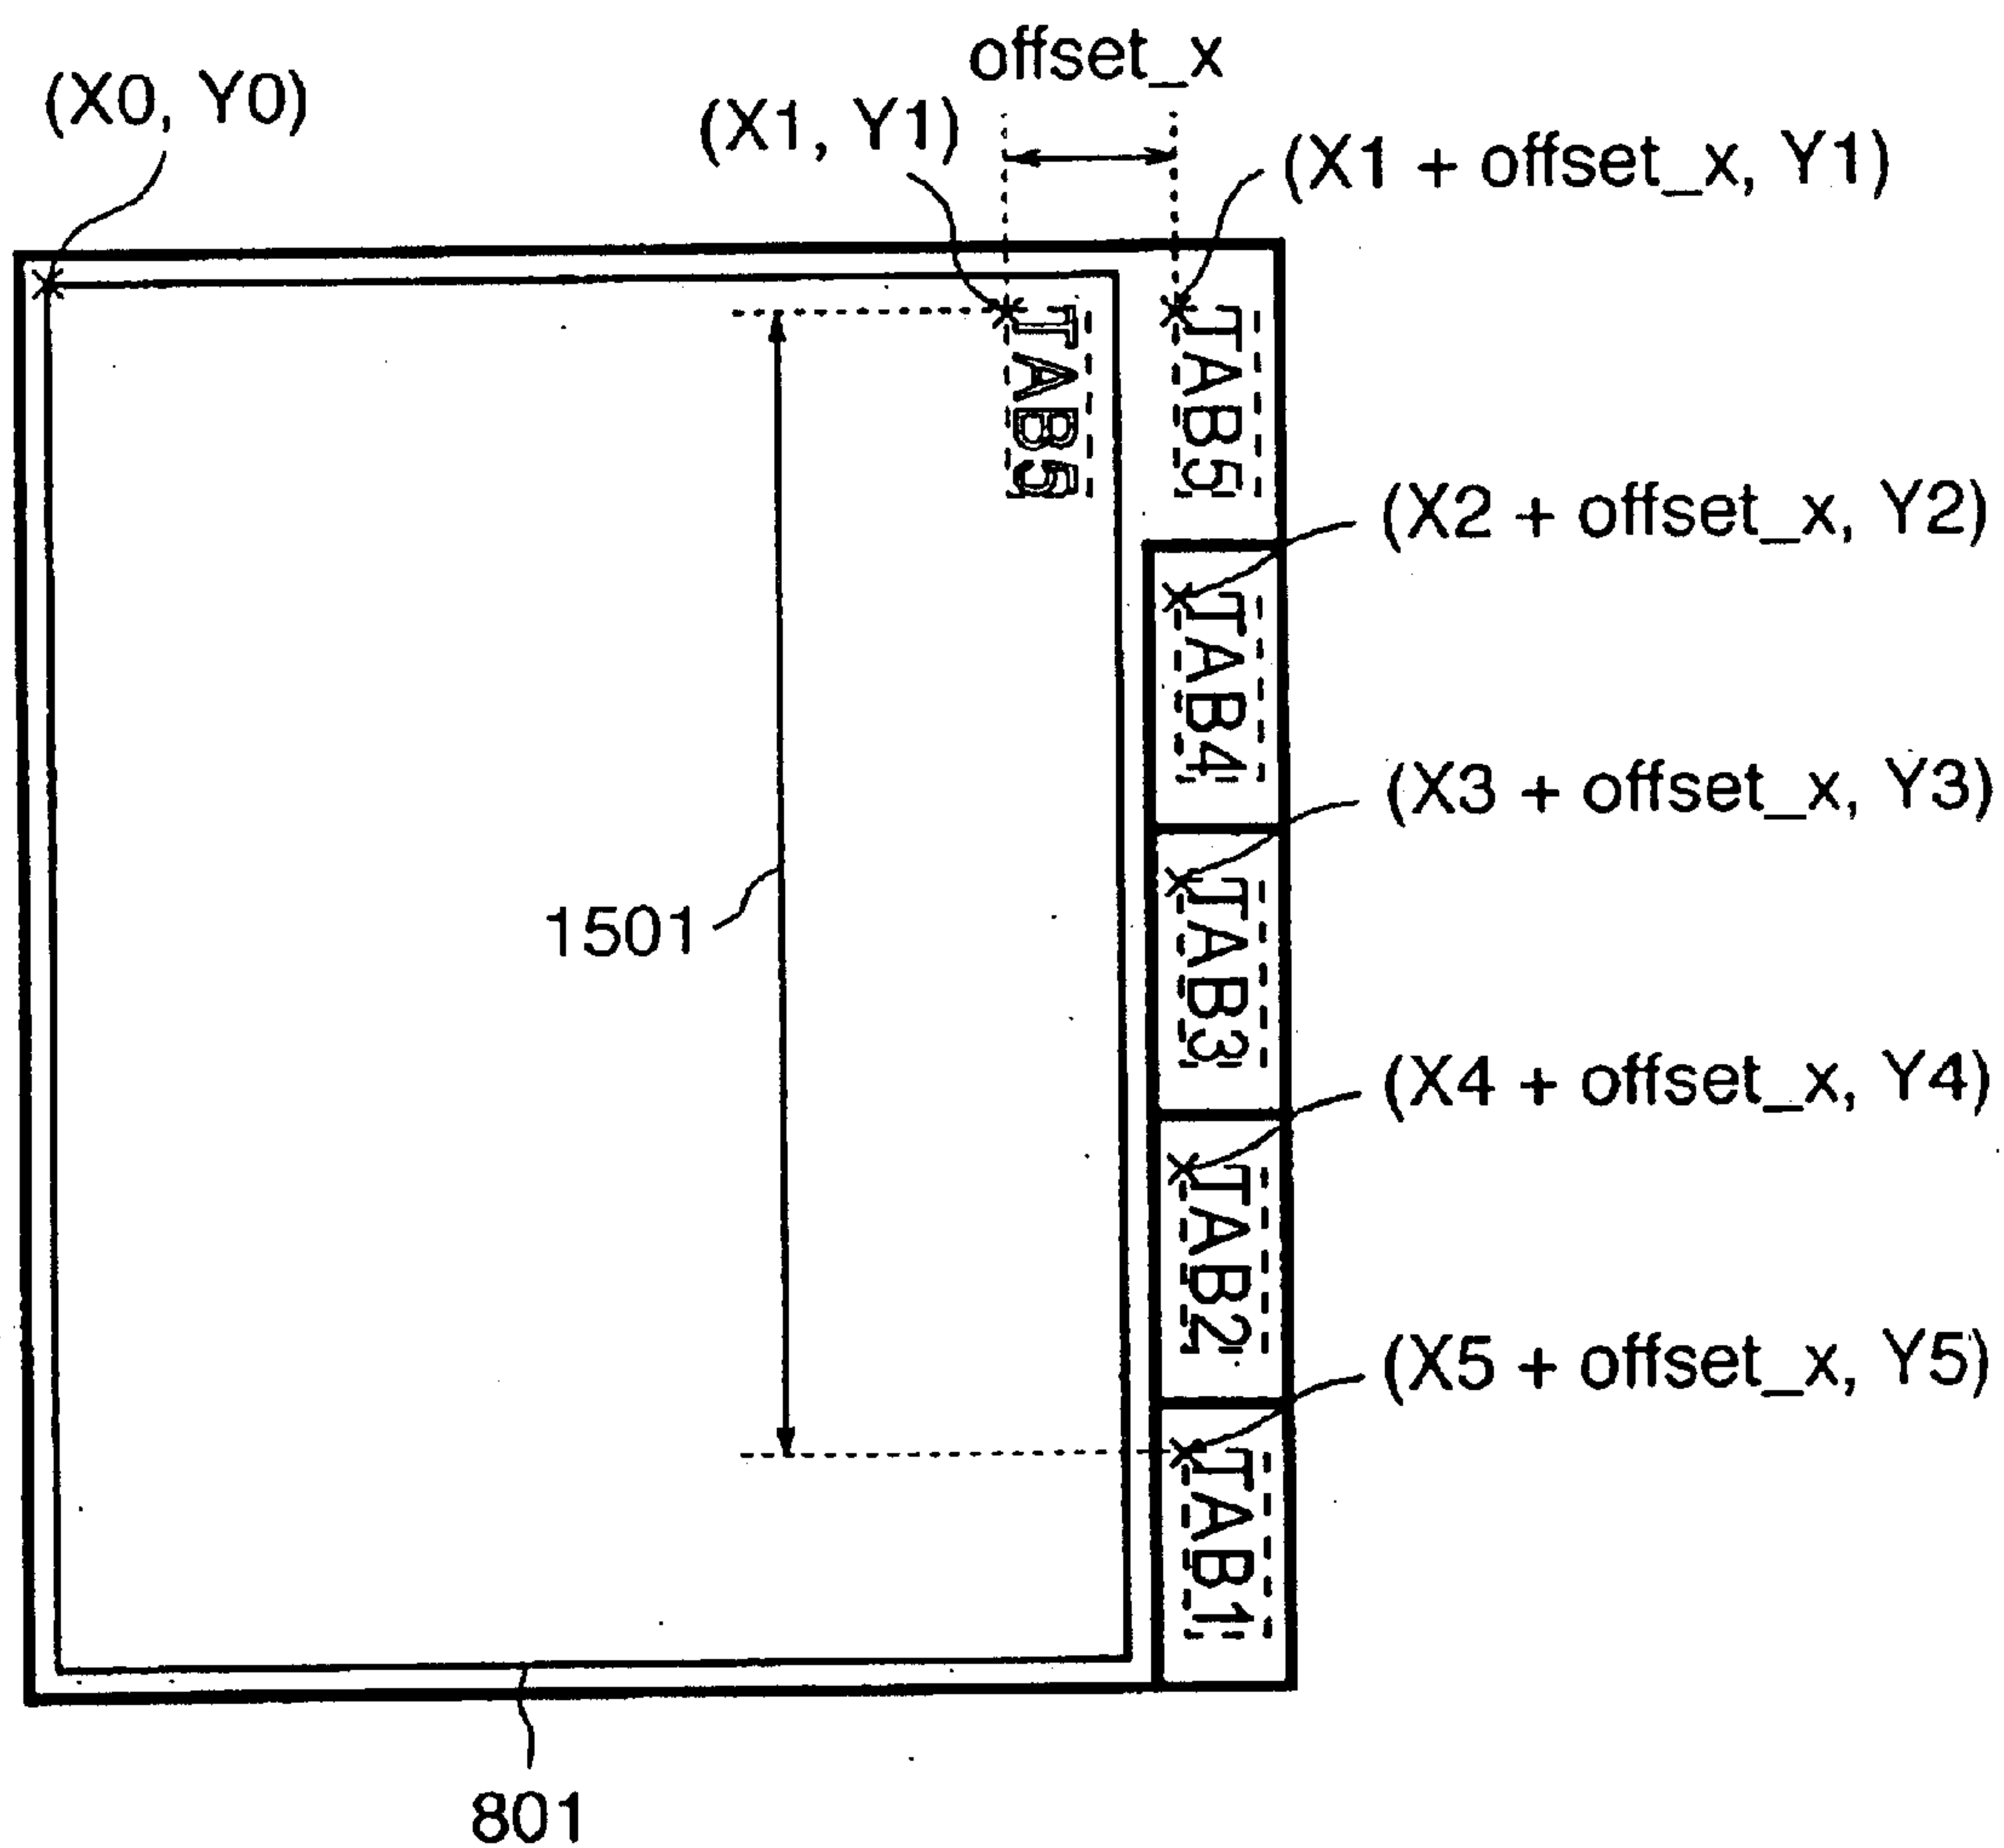 offset_x
(X0, Y0)
(X1, Y1)
(X1 + offset_x, Y1)
TAB5
TAB5
(X2 + offset_x, Y2)
TAB4
(X3 + offset_x, Y3)
1501
TAB3
(X4 + offset_x, Y4)
TAB2
(X5 + offset_x, Y5)
TAB1
801